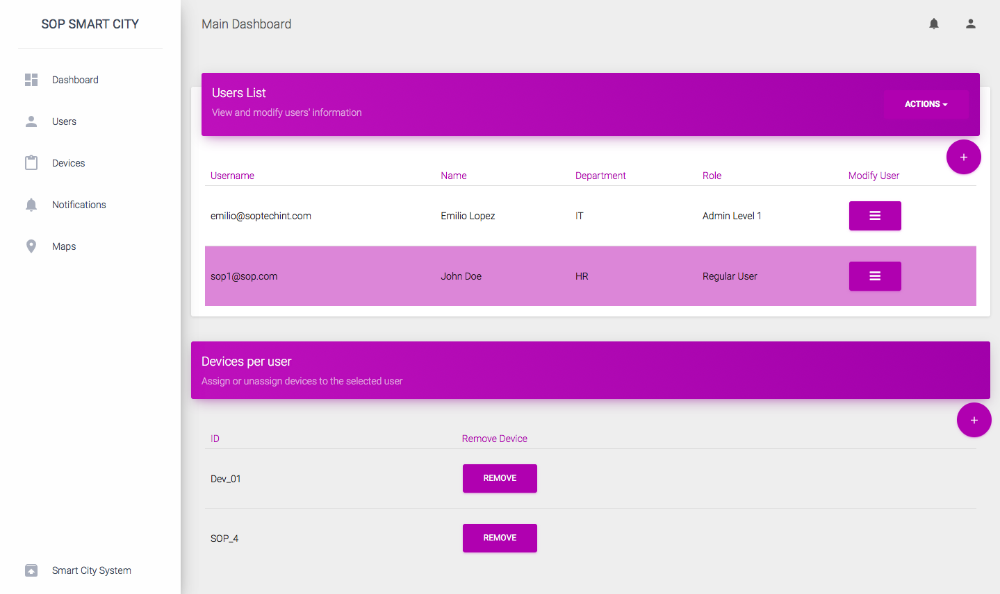 SOP SMART CITY
Dashboard
Users
Devices
Notifications
Maps
Smart City System
Main Dashboard
Users List
View and modify users' information
ACTIONS
+
Username Name Department Role Modify User
emilio@soptechint.com Emilio Lopez IT Admin Level 1
sop1@sop.com John Doe HR Regular User
Devices per user
Assign or unassign devices to the selected user
+
ID Remove Device
Dev_01 REMOVE
SOP_4 REMOVE